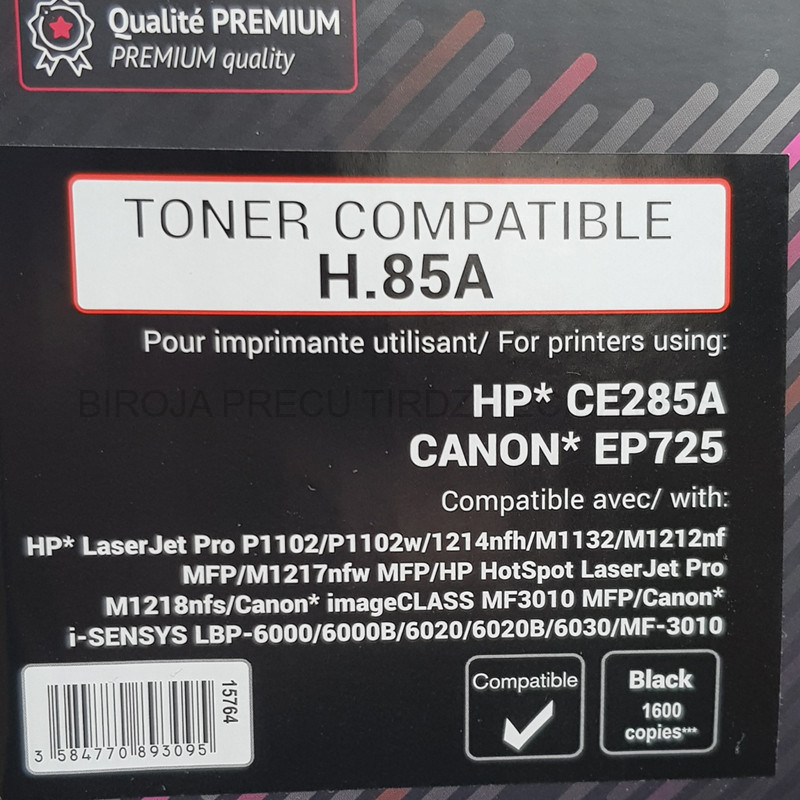 Qualité PREMIUM
PREMIUM quality
TONER COMPATIBLE
H.85A
Pour imprimante utilisant/ For printers using:
BIROJA PRECU
HP* CE285A
CANON* EP725
Compatible avec/ with:
HP* LaserJet Pro P1102/P1102w/1214nfh/M1132/M1212nf
MFP/M1217nfw MFP/HP HotSpot LaserJet Pro
M1218nfs/Canon* imageCLASS MF3010 MFP/Canon*
i-SENSYS LBP-6000/6000B/6020/6020B/6030/MF-3010
15764
3 584770 893095
Compatible
Black
1600
copies***